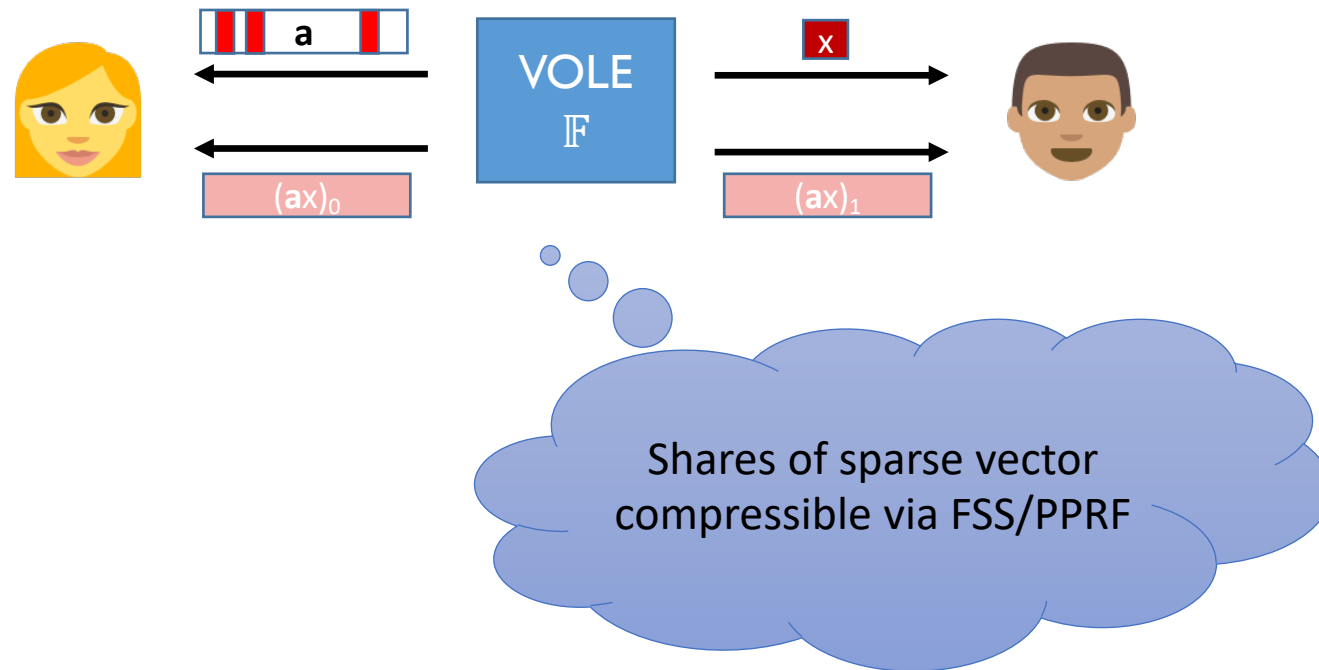 a
x
VOLE
𝔽
(ax)₀
(ax)₁
Shares of sparse vector
compressible via FSS/PPRF